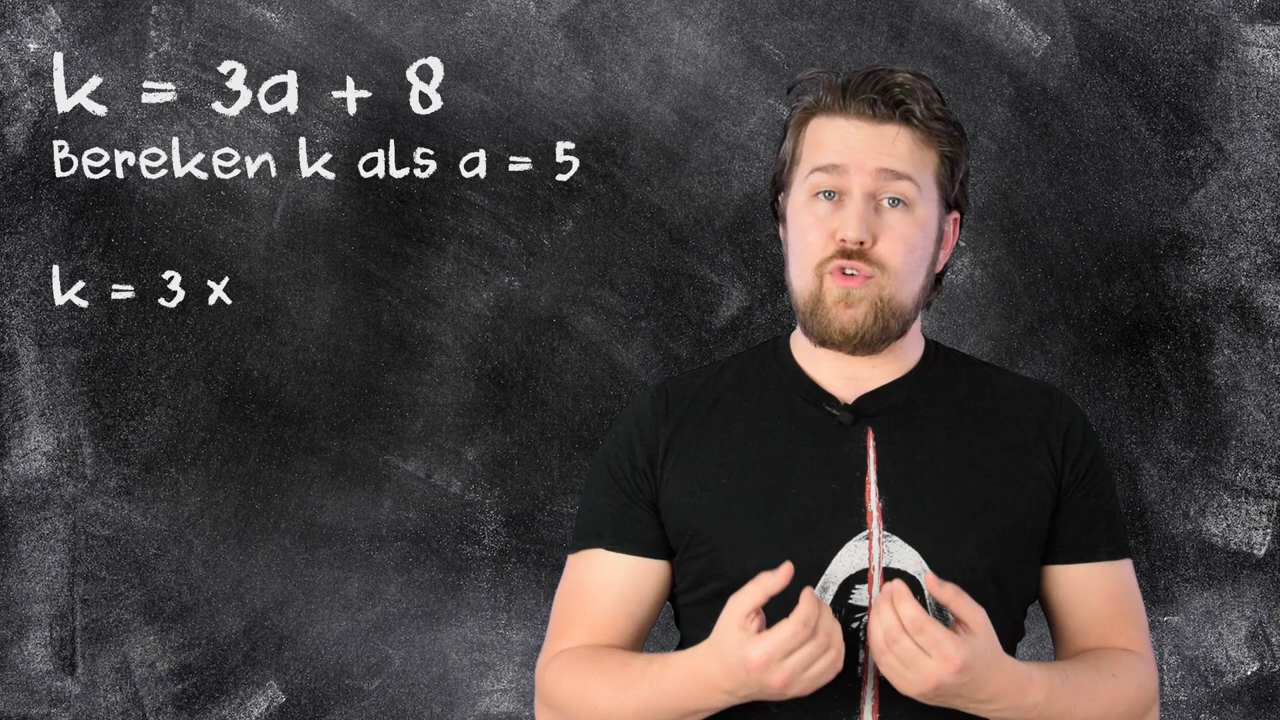 k = 3a + 8
Bereken k als a = 5
k = 3 x